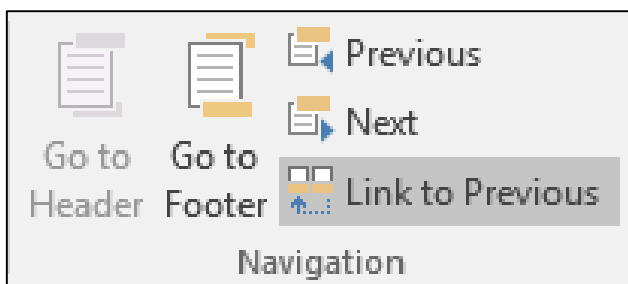 Go to
Header
Go to
Footer
Previous
Next
Link to Previous
Navigation